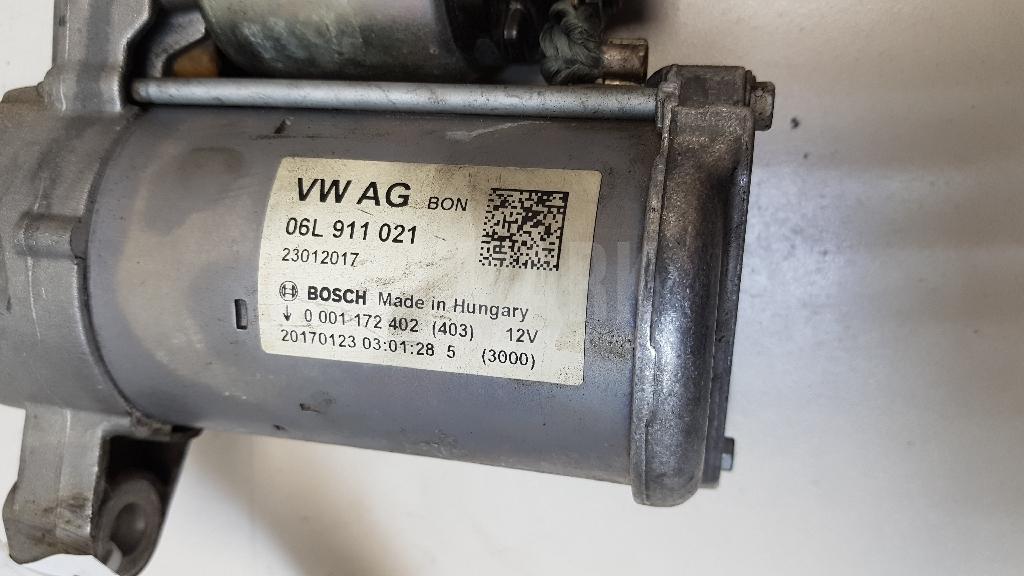 VW AG BON
06L 911 021
23012017
BOSCH Made in Hungary
0 001 172 402 (403) 12V
20170123 03:01:28 5 (3000)